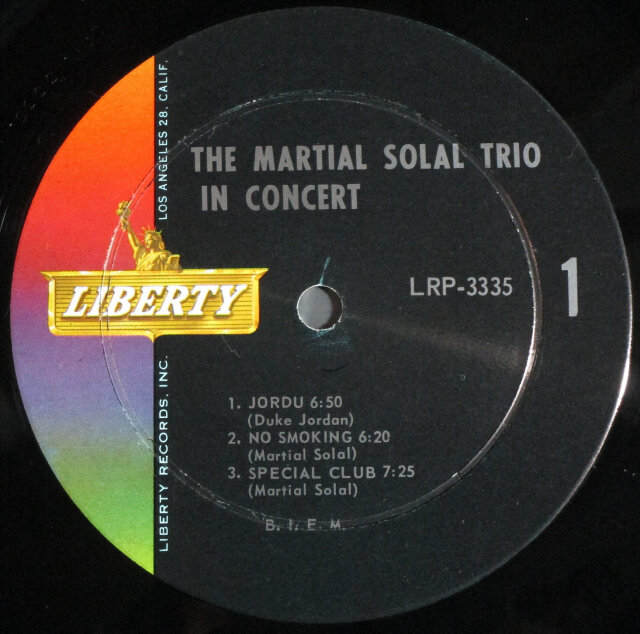 THE MARTIAL SOLAL TRIO
IN CONCERT
LRP-3335
1
LIBERTY
LOS ANGELES 28, CALIF.
LIBERTY RECORDS, INC.
1. JORDU 6:50
(Duke Jordan)
2. NO SMOKING 6:20
(Martial Solal)
3. SPECIAL CLUB 7:25
(Martial Solal)
B. I. E. M.